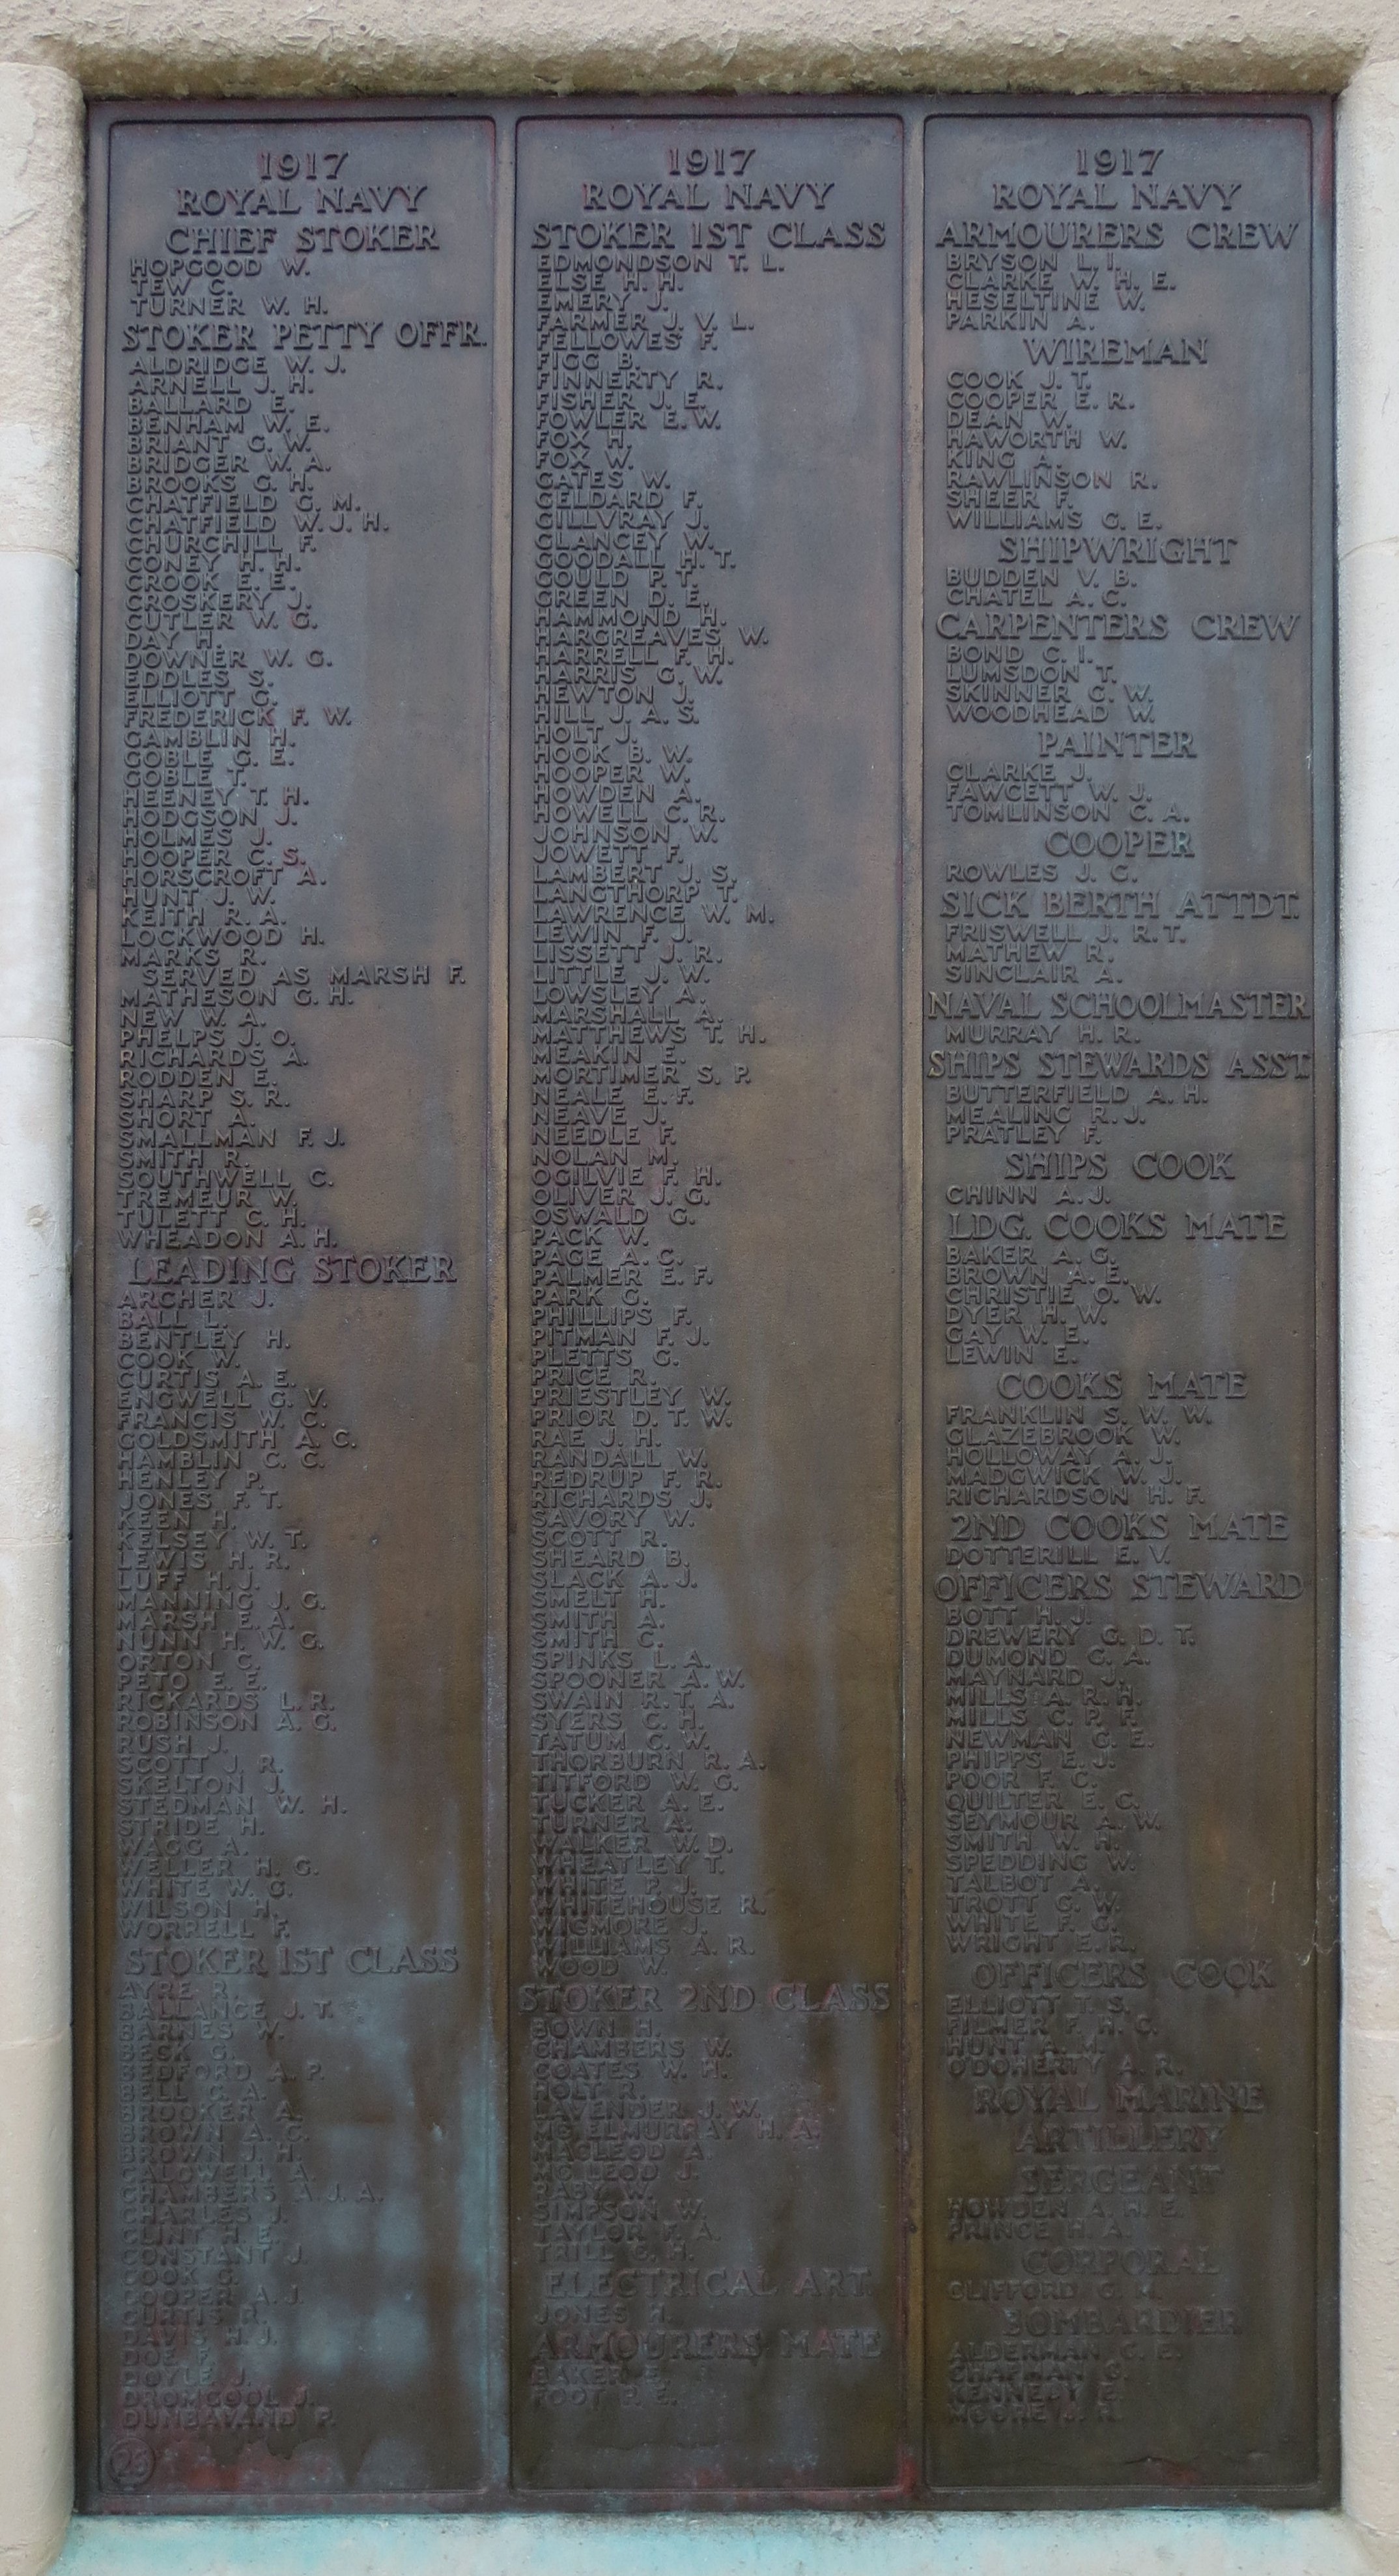 1917
ROYAL NAVY
CHIEF STOKER
HOPGOOD W.
TEW C.
TURNER W. H.
STOKER PETTY OFFR.
ALDRIDGE W. J.
ARNELL J. H.
BALLARD E.
BENHAM W. E.
BRIANT G. W.
BRIDGER W. A.
BROOKS G. H.
CHATFIELD G. M.
CHATFIELD W. J. H.
CHURCHILL F.
CONEY H. H.
CROOK E. E.
CROSKERY J.
CUTLER W. G.
DAY H.
DOWNER W. G.
EDDLES S.
ELLIOTT G.
FREDERICK F. W.
GAMBLIN H.
GOBLE G. E.
GOBLE T.
HEENEY T. H.
HODGSON J.
HOLMES J.
HOOPER C. S.
HORSCROFT A.
HUNT J. W.
KEITH R. A.
LOCKWOOD H.
MARKS R.
SERVED AS MARSH F.
MATHESON G. H.
NEW W. A.
PHELPS J. O.
RICHARDS A.
RODDEN E.
SHARP S. R.
SHORT A.
SMALLMAN F. J.
SMITH R.
SOUTHWELL C.
TREMEUR W.
TULETT C. H.
WHEADON A. H.
LEADING STOKER
ARCHER J.
BALL L.
BENTLEY H.
COOK W.
CURTIS A. E.
ENGWELL G. V.
FRANCIS W. C.
GOLDSMITH A. C.
HAMBLIN C. C.
HENLEY P.
JONES F. T.
KEEN H.
KELSEY W. T.
LEWIS H. R.
LUFF H. J.
MANNING J. G.
MARSH E. A.
NUNN H. W. G.
ORTON C.
PETO E. E.
RICKARDS L. R.
ROBINSON A. G.
RUSH J.
SCOTT J. R.
SKELTON J.
STEDMAN W. H.
STRIDE H.
WAGG A.
WELLER H. G.
WHITE W. G.
WILSON H.
WORRELL F.
STOKER 1ST CLASS
AYRE R.
BALLANCE J. T.
BARNES W.
BECK G.
BEDFORD A. P.
BELL C. A.
BROOKER A.
BROWN A. C.
BROWN J. H.
CALDWELL A.
CHAMBERS A. J. A.
CHARLES J.
CLINT H. E.
CONSTANT J.
COOK G.
COOPER A. J.
CURTIS R.
DAVIS H. J.
DOE F.
DOYLE J.
DROMGOOL J.
DUNBAVAND P.
26
1917
ROYAL NAVY
STOKER 1ST CLASS
EDMONDSON T. L.
ELSE H. H.
EMERY J.
FARMER J. V. L.
FELLOWES F.
FIGG B.
FINNERTY R.
FISHER J. E.
FOWLER E. W.
FOX H.
FOX W.
GATES W.
GELDARD F.
GILLVRAY J.
GLANCEY W.
GOODALL H. T.
GOULD P. T.
GREEN D. E.
HAMMOND H.
HARGREAVES W.
HARRELL F. H.
HARRIS G. W.
HEWTON J.
HILL J. A. S.
HOLT J.
HOOK B. W.
HOOPER W.
HOWDEN A.
HOWELL C. R.
JOHNSON W.
JOWETT F.
LAMBERT J. S.
LANGTHORP T.
LAWRENCE W. M.
LEWIN F. J.
LISSETT J. R.
LITTLE J. W.
LOWSLEY A.
MARSHALL A.
MATTHEWS T. H.
MEAKIN E.
MORTIMER S. P.
NEALE E. F.
NEAVE J.
NEEDLE F.
NOLAN M.
OGILVIE F. H.
OLIVER J. G.
OSWALD G.
PACK W.
PAGE A. C.
PALMER E. F.
PARK G.
PHILLIPS F.
PITMAN F. J.
PLETTS G.
PRICE R.
PRIESTLEY W.
PRIOR D. T. W.
RAE J. H.
RANDALL W.
REDRUP F. R.
RICHARDS J.
SAVORY W.
SCOTT R.
SHEARD B.
SLACK A. J.
SMELT H.
SMITH A.
SMITH C.
SPINKS L. A.
SPOONER A. W.
SWAIN R. T. A.
SYERS C. H.
TATUM C. W.
THORBURN R. A.
TITFORD W. G.
TUCKER A. E.
TURNER A.
WALKER W. D.
WHEATLEY T.
WHITE P. J.
WHITEHOUSE R.
WIGMORE J.
WILLIAMS A. R.
WOOD W.
STOKER 2ND CLASS
BOWN H.
CHAMBERS W.
COATES W. H.
HOLT R.
LAVENDER J. W.
MC ELMURRAY H. A.
MACLEOD A.
MC LEOD J.
RABY W.
SIMPSON W.
TAYLOR F. A.
TRILL G. H.
ELECTRICAL ART.
JONES H.
ARMOURERS MATE
BAKER E.
FOOT
1917
ROYAL NAVY
ARMOURERS CREW
BRYSON L. I.
CLARKE W. H. E.
HESELTINE W.
PARKIN A.
WIREMAN
COOK J. T.
COOPER E. R.
DEAN W.
HAWORTH W.
KING A.
RAWLINSON R.
SHEER F.
WILLIAMS G. E.
SHIPWRIGHT
BUDDEN V. B.
CHATEL A. C.
CARPENTERS CREW
BOND C. I.
LUMSDON T.
SKINNER G. W.
WOODHEAD W.
PAINTER
CLARKE J.
FAWCETT W. J.
TOMLINSON C. A.
COOPER
ROWLES J. G.
SICK BERTH ATTDT.
FRISWELL J. R. T.
MATHEW R.
SINCLAIR A.
NAVAL SCHOOLMASTER
MURRAY H. R.
SHIPS STEWARDS ASST
BUTTERFIELD A. H.
MEALING R. J.
PRATLEY F.
SHIPS COOK
CHINN A. J.
LDG. COOKS MATE
BAKER A. G.
BROWN A. E.
CHRISTIE O. W.
DYER H. W.
GAY W. E.
LEWIN E.
COOKS MATE
FRANKLIN S. W. W.
GLAZEBROOK W.
HOLLOWAY A. J.
MADGWICK W. J.
RICHARDSON H. F.
2ND COOKS MATE
DOTTERILL E. V.
OFFICERS STEWARD
BOTT H. J.
DREWERY G. D. T.
DUMOND G. A.
MAYNARD J.
MILLS A. R. H.
MILLS C. P. F.
NEWMAN G. E.
PHIPPS E. J.
POOR F. C.
QUILTER E. C.
SEYMOUR A. W.
SMITH W. H.
SPEDDING W.
TALBOT A.
TROTT G. W.
WHITE F. G.
WRIGHT E. R.
OFFICERS COOK
ELLIOTT T. S.
FILMER F. H. C.
HUNT A. M.
O'DOHERTY A. R.
ROYAL MARINE
ARTILLERY
SERGEANT
HOWDEN A. H. E.
PRINCE H. A.
CORPORAL
CLIFFORD G.
BOMBARDIER
ALDERMAN G. E.
CHAPMAN G.
KENNEDY E.
MOORE